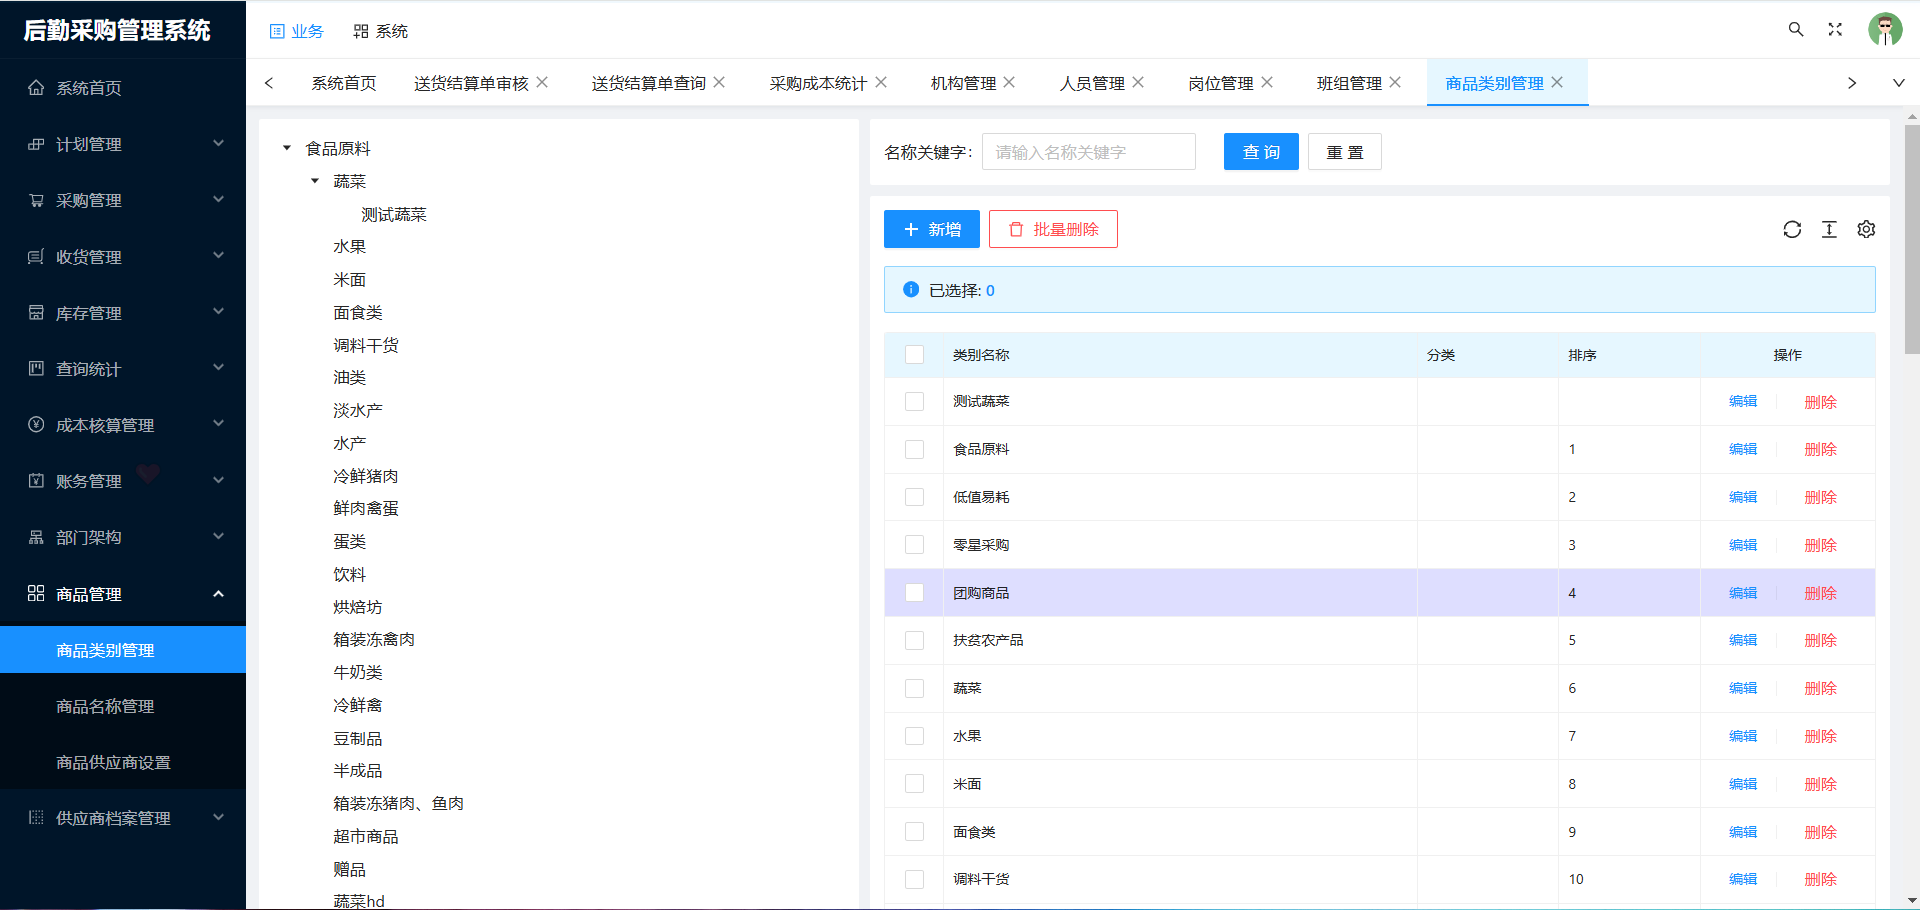 后勤采购管理系统
业务
系统
系统首页
计划管理
采购管理
收货管理
库存管理
查询统计
成本核算管理
账务管理
部门架构
商品管理
商品类别管理
商品名称管理
商品供应商设置
供应商档案管理
系统首页 送货结算单审核 送货结算单查询 采购成本统计 机构管理 人员管理 岗位管理 班组管理 商品类别管理
食品原料
蔬菜
测试蔬菜
水果
米面
面食类
调料干货
油类
淡水产
水产
冷鲜猪肉
鲜肉禽蛋
蛋类
饮料
烘焙坊
箱装冻禽肉
牛奶类
冷鲜禽
豆制品
半成品
箱装冻猪肉、鱼肉
超市商品
赠品
蔬菜hd
名称关键字: 请输入名称关键字 查 询 重 置
新增 批量删除
已选择: 0
类别名称 分类 排序 操作
测试蔬菜 编辑 删除
食品原料 1 编辑 删除
低值易耗 2 编辑 删除
零星采购 3 编辑 删除
团购商品 4 编辑 删除
扶贫农产品 5 编辑 删除
蔬菜 6 编辑 删除
水果 7 编辑 删除
米面 8 编辑 删除
面食类 9 编辑 删除
调料干货 10 编辑 删除